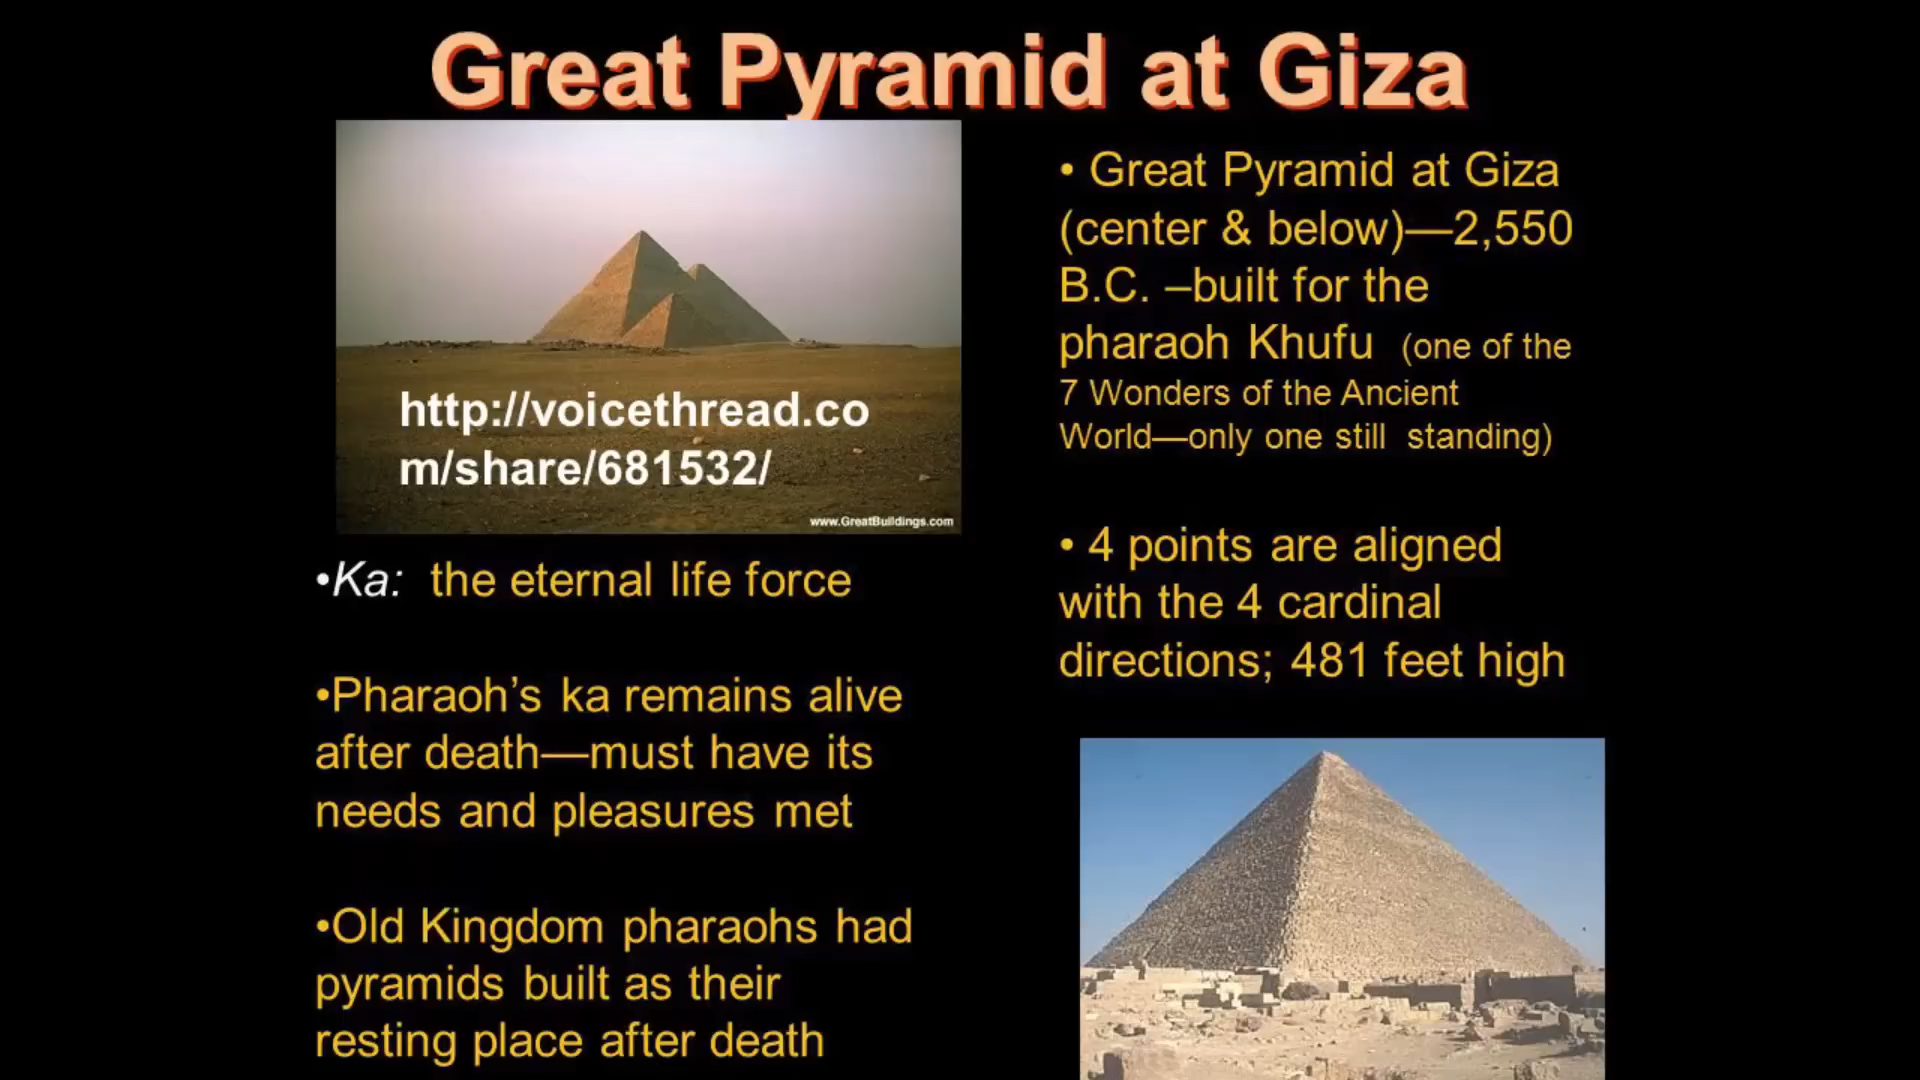 Great Pyramid at Giza
http://voicethread.co
m/share/681532/
www.GreatBuildings.com
•Ka: the eternal life force
•Pharaoh’s ka remains alive
after death—must have its
needs and pleasures met
•Old Kingdom pharaohs had
pyramids built as their
resting place after death
• Great Pyramid at Giza
(center & below)—2,550
B.C. –built for the
pharaoh Khufu (one of the
7 Wonders of the Ancient
World—only one still standing)
• 4 points are aligned
with the 4 cardinal
directions; 481 feet high